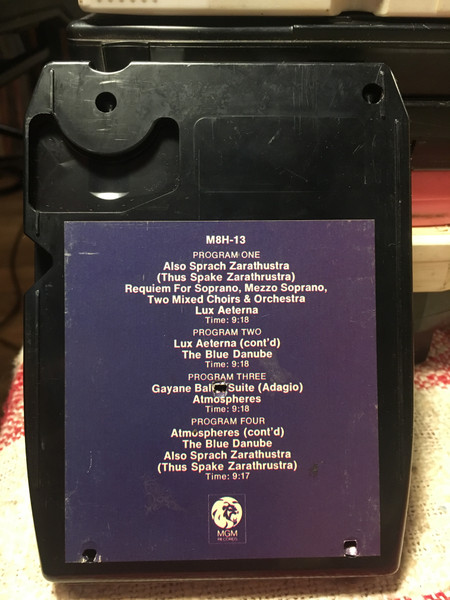 M8H-13
PROGRAM ONE
Also Sprach Zarathustra
(Thus Spake Zarathrustra)
Requiem For Soprano, Mezzo Soprano,
Two Mixed Choirs & Orchestra
Lux Aeterna
Time: 9:18
PROGRAM TWO
Lux Aeterna (cont'd)
The Blue Danube
Time: 9:18
PROGRAM THREE
Gayane Suite (Adagio)
Atmospheres
Time: 9:18
PROGRAM FOUR
Atmospheres (cont'd)
The Blue Danube
Also Sprach Zarathustra
(Thus Spake Zarathrustra)
Time: 9:17
MGM
RECORDS